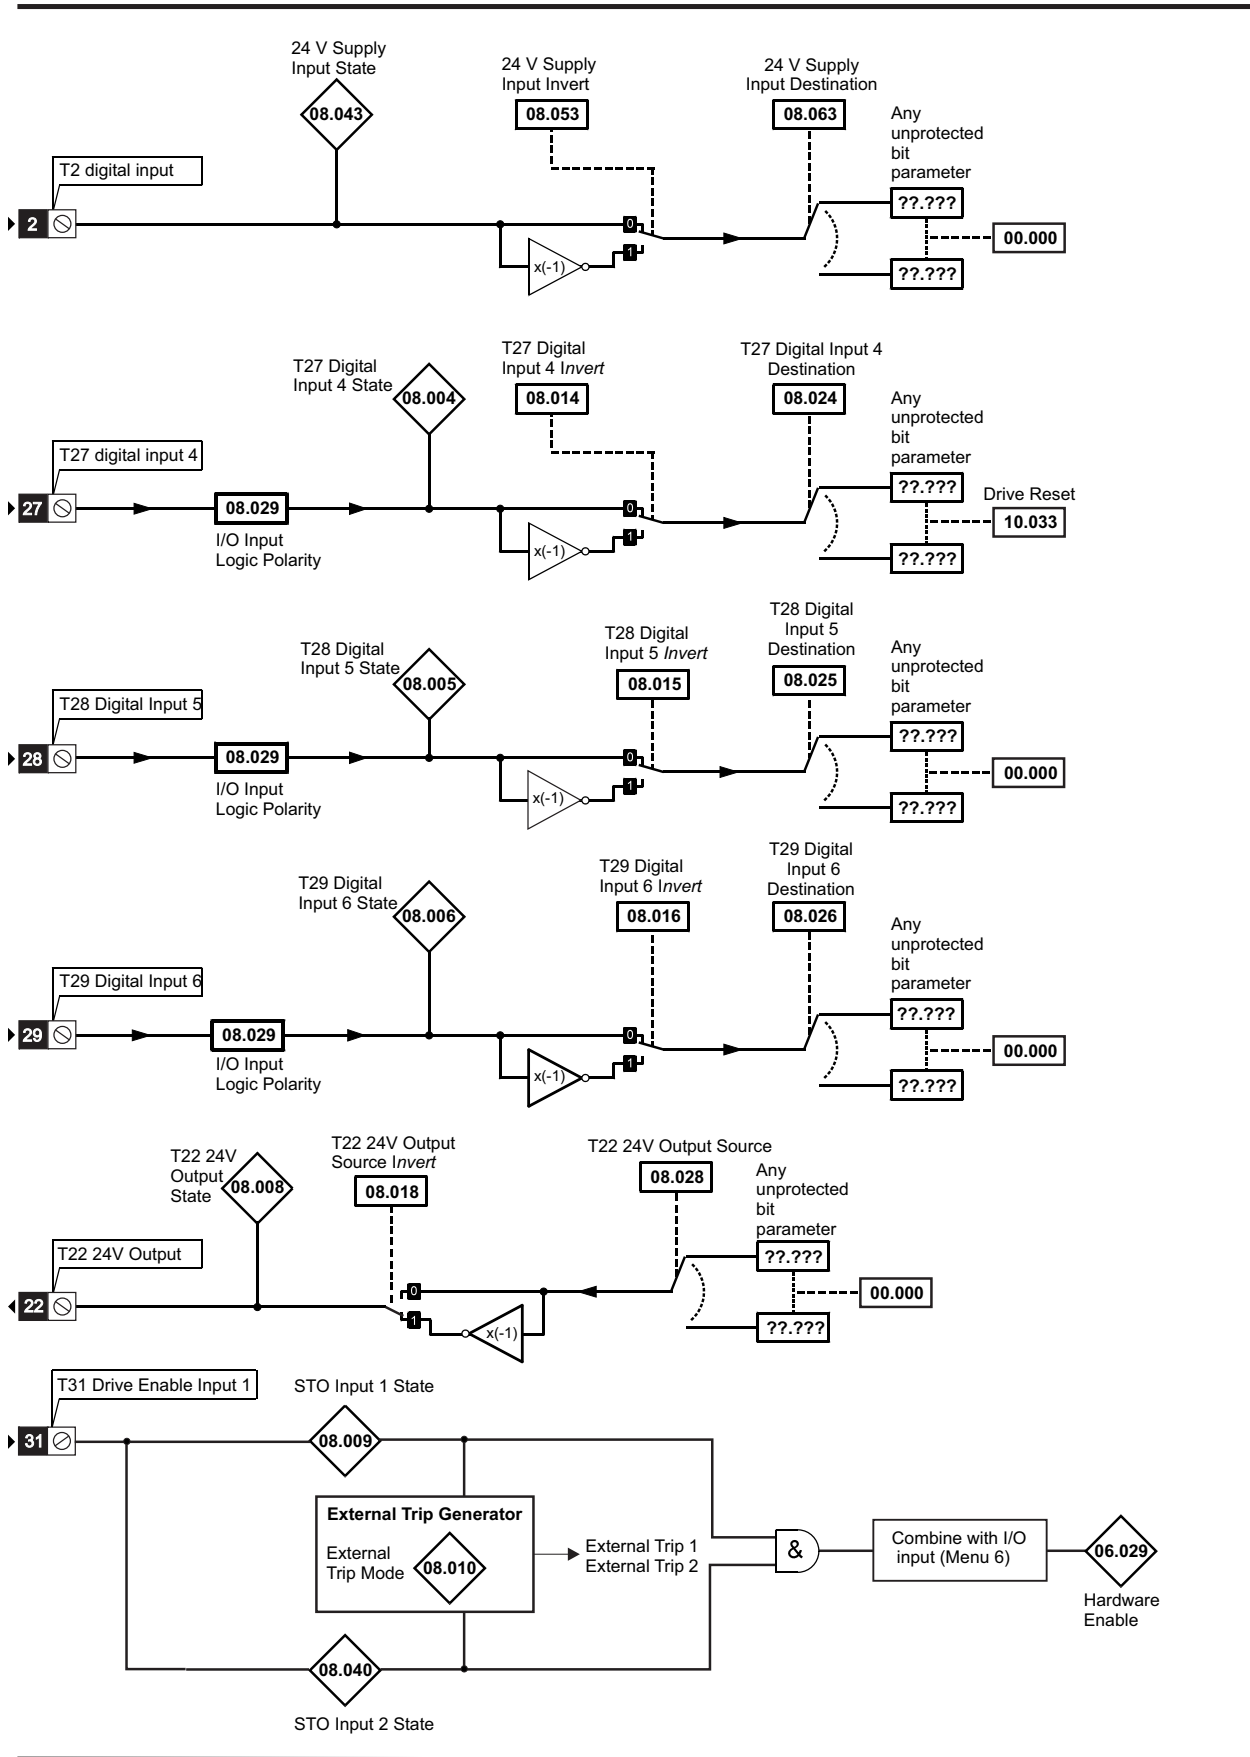 24 V Supply
Input State
08.043
24 V Supply
Input Invert
08.053
24 V Supply
Input Destination
08.063
Any
unprotected
bit
parameter
T2 digital input
2
0
1
x(-1)
??.???
??.???
00.000
T27 Digital
Input 4 State
08.004
T27 Digital
Input 4 Invert
08.014
T27 Digital Input 4
Destination
08.024
Any
unprotected
bit
parameter
T27 digital input 4
27
08.029
I/O Input
Logic Polarity
0
1
x(-1)
??.???
??.???
Drive Reset
10.033
T28 Digital
Input 5 State
08.005
T28 Digital
Input 5 Invert
08.015
T28 Digital
Input 5
Destination
08.025
Any
unprotected
bit
parameter
T28 Digital Input 5
28
08.029
I/O Input
Logic Polarity
0
1
x(-1)
??.???
??.???
00.000
T29 Digital
Input 6 State
08.006
T29 Digital
Input 6 Invert
08.016
T29 Digital
Input 6
Destination
08.026
Any
unprotected
bit
parameter
T29 Digital Input 6
29
08.029
I/O Input
Logic Polarity
0
1
x(-1)
??.???
??.???
00.000
T22 24V
Output
State
08.008
T22 24V Output
Source Invert
08.018
T22 24V Output Source
08.028
Any
unprotected
bit
parameter
T22 24V Output
22
0
1
x(-1)
??.???
??.???
00.000
T31 Drive Enable Input 1
31
STO Input 1 State
08.009
External Trip Generator
External
Trip Mode
08.010
External Trip 1
External Trip 2
&
Combine with I/O
input (Menu 6)
06.029
Hardware
Enable
08.040
STO Input 2 State